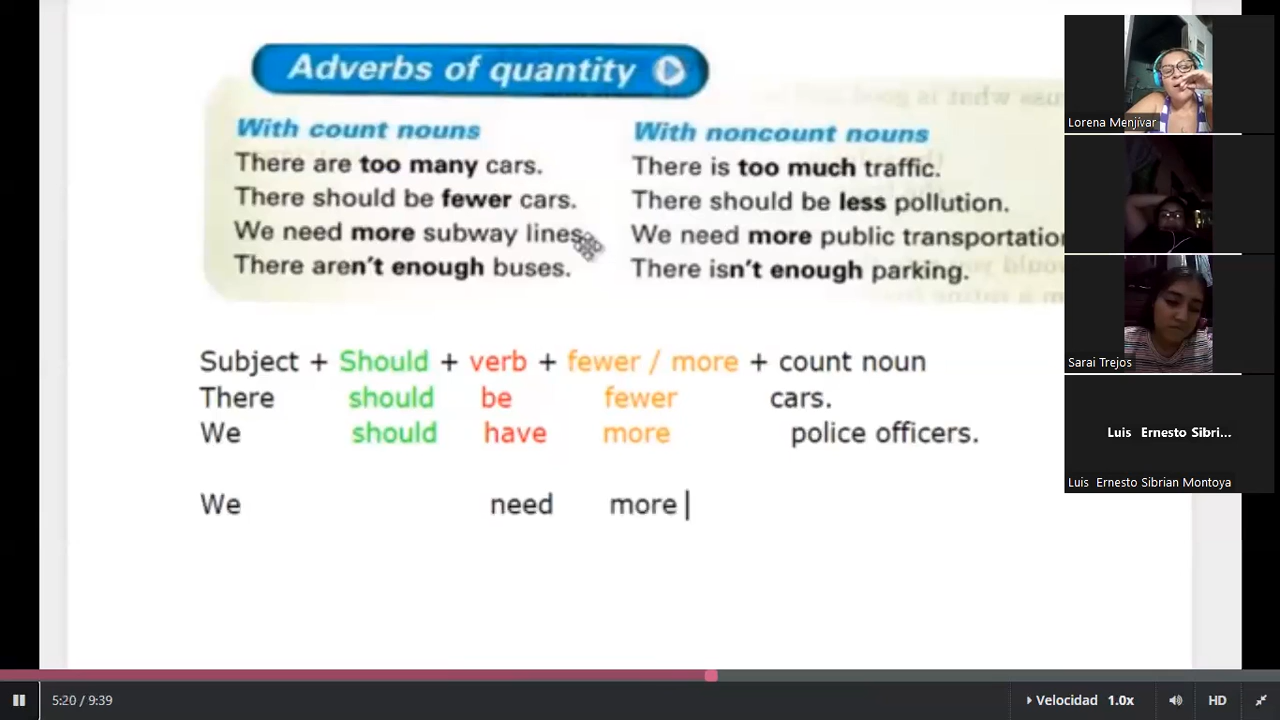 Adverbs of quantity
With count nouns
There are too many cars.
There should be fewer cars.
We need more subway lines.
There aren't enough buses.
With noncount nouns
There is too much traffic.
There should be less pollution.
We need more public transportatio
There isn't enough parking.
Subject + Should + verb + fewer / more + count noun
There should be fewer cars.
We should have more police officers.
We need more
Lorena Menjívar
Sarai Trejos
Luis Ernesto Sibri...
Luis Ernesto Sibrian Montoya
5:20 / 9:39
Velocidad 1.0x
HD